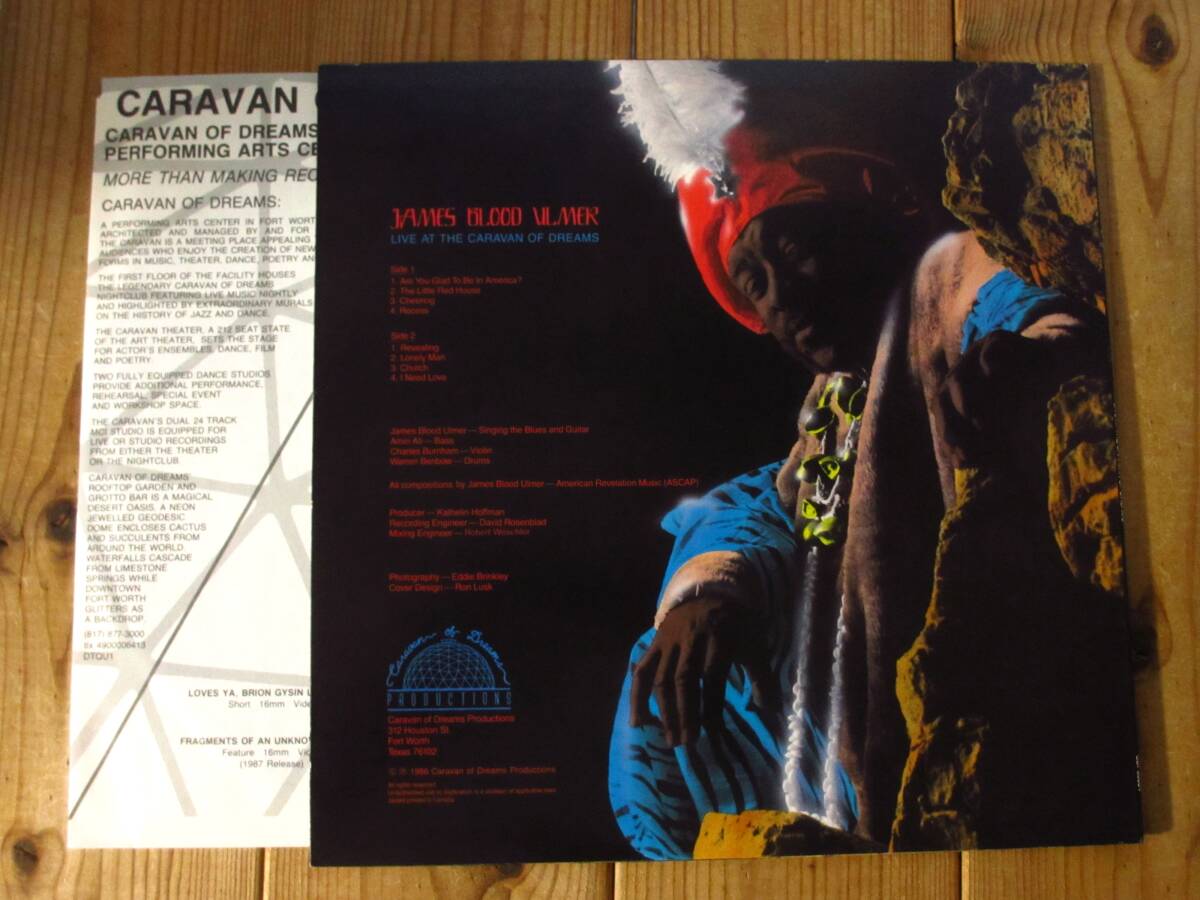 CARAVAN
CARAVAN OF DREAMS
PERFORMING ARTS CE
MORE THAN MAKING REC
CARAVAN OF DREAMS:
A PERFORMING ARTS CENTER IN FORT WORT
ARCHITECTED AND MANAGED BY AND FOR
THE CARAVAN IS A MEETING PLACE APPEALING
AUDIENCES WHO ENJOY THE CREATION OF NEW
FORMS IN MUSIC, THEATER, DANCE, POETRY AN
THE FIRST FLOOR OF THE FACILITY HOUSES
THE LEGENDARY CARAVAN OF DREAMS
NIGHTCLUB FEATURING LIVE MUSIC NIGHTLY
AND HIGHLIGHTED BY EXTRAORDINARY MURALS
ON THE HISTORY OF JAZZ AND DANCE.
THE CARAVAN THEATER, A 212 SEAT STATE
OF THE ART THEATER, SETS THE STAGE
FOR ACTOR'S ENSEMBLES, DANCE, FILM
AND POETRY.
TWO FULLY EQUIPPED DANCE STUDIOS
PROVIDE ADDITIONAL PERFORMANCE,
REHEARSAL, SPECIAL EVENT
AND WORKSHOP SPACE.
THE CARAVAN'S DUAL 24 TRACK
MCI STUDIO IS EQUIPPED FOR
LIVE OR STUDIO RECORDINGS
FROM EITHER THE THEATER
OR THE NIGHTCLUB.
CARAVAN OF DREAMS'
ROOFTOP GARDEN AND
GROTTO BAR IS A MAGICAL
DESERT OASIS, A NEON
JEWELLED GEODESIC
DOME ENCLOSES CACTUS
AND SUCCULENTS FROM
AROUND THE WORLD.
WATERFALLS CASCADE
FROM LIMESTONE
SPRINGS WHILE
DOWNTOWN
FORT WORTH
GLITTERS AS
A BACKDROP.
(817) 877-3000
tlx 4900006413
DTQU1
LOVES YA, BRION GYSIN L
Short 16mm Vide
FRAGMENTS OF AN UNKNO
Feature 16mm Vid
(1987 Release)
JAMES BLOOD ULMER
LIVE AT THE CARAVAN OF DREAMS
Side 1
1. Are You Glad To Be In America?
2. The Little Red House
3. Cheering
4. Recess
Side 2
1. Revealing
2. Lonely Man
3. Church
4. I Need Love
James Blood Ulmer — Singing the Blues and Guitar
Amin Ali — Bass
Charles Burnham — Violin
Warren Benbow — Drums
All compositions by James Blood Ulmer — American Revelation Music (ASCAP)
Producer — Kathelin Hoffman
Recording Engineer — David Rosenblad
Mixing Engineer — Robert Weischler
Photography — Eddie Brinkley
Cover Design — Ron Lusk
Caravan of Dreams
PRODUCTIONS
Caravan of Dreams Productions
312 Houston St.
Fort Worth
Texas 76102
© ℗ 1986 Caravan of Dreams Productions
All rights reserved.